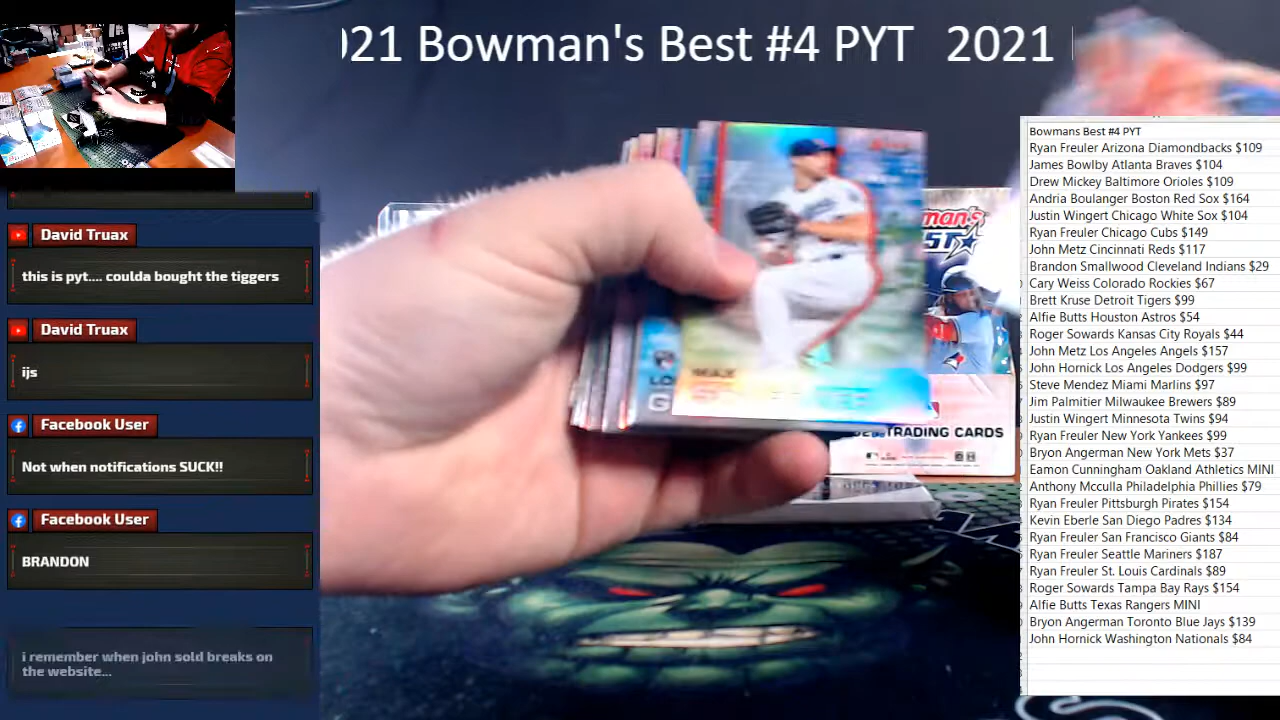 021 Bowman's Best #4 PYT 2021
David Truax
this is pyt.... coulda bought the tiggers
David Truax
ijs
Facebook User
Not when notifications SUCK!!
Facebook User
BRANDON
i remember when john sold breaks on
the website...
MAX
LO
G
TRADING CARDS
Bowmans Best #4 PYT
Ryan Freuler Arizona Diamondbacks $109
James Bowlby Atlanta Braves $104
Drew Mickey Baltimore Orioles $109
Andria Boulanger Boston Red Sox $164
Justin Wingert Chicago White Sox $104
Ryan Freuler Chicago Cubs $149
John Metz Cincinnati Reds $117
Brandon Smallwood Cleveland Indians $29
Cary Weiss Colorado Rockies $67
Brett Kruse Detroit Tigers $99
Alfie Butts Houston Astros $54
Roger Sowards Kansas City Royals $44
John Metz Los Angeles Angels $157
John Hornick Los Angeles Dodgers $99
Steve Mendez Miami Marlins $97
Jim Palmitier Milwaukee Brewers $89
Justin Wingert Minnesota Twins $94
Ryan Freuler New York Yankees $99
Bryon Angerman New York Mets $37
Eamon Cunningham Oakland Athletics MINI
Anthony Mcculla Philadelphia Phillies $79
Ryan Freuler Pittsburgh Pirates $154
Kevin Eberle San Diego Padres $134
Ryan Freuler San Francisco Giants $84
Ryan Freuler Seattle Mariners $187
Ryan Freuler St. Louis Cardinals $89
Roger Sowards Tampa Bay Rays $154
Alfie Butts Texas Rangers MINI
Bryon Angerman Toronto Blue Jays $139
John Hornick Washington Nationals $84